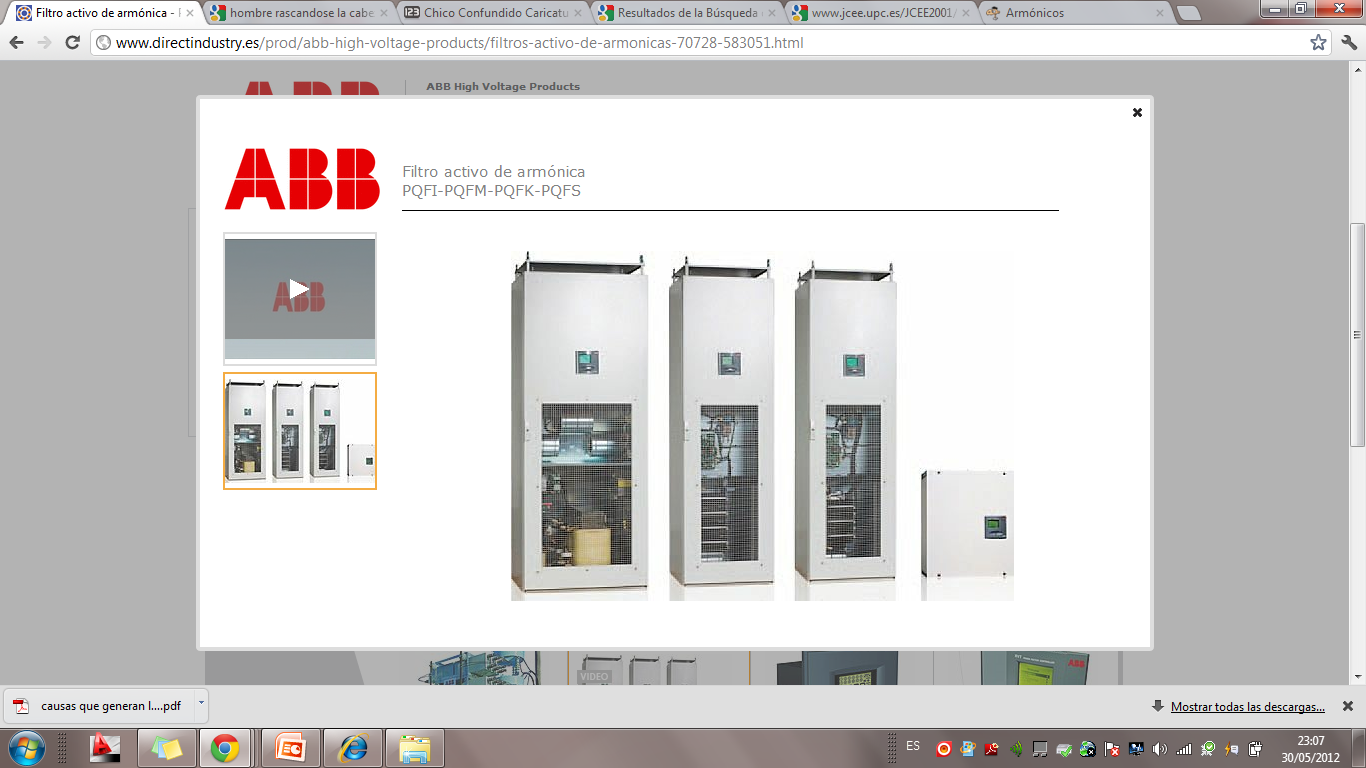 Filtro activo de armónica - 
hombre rascandose la cabe
Chico Confundido Caricatu
Resultados de la Búsqueda
www.jcee.upc.es/JCEE2001/
Armónicos
www.directindustry.es/prod/abb-high-voltage-products/filtros-activo-de-armonicas-70728-583051.html
ABB
ABB High Voltage Products
ABB
Filtro activo de armónica
PQFI-PQFM-PQFK-PQFS
ABB
VIDEO
ABB
causas que generan l....pdf
Mostrar todas las descargas...
ES
23:07
30/05/2012